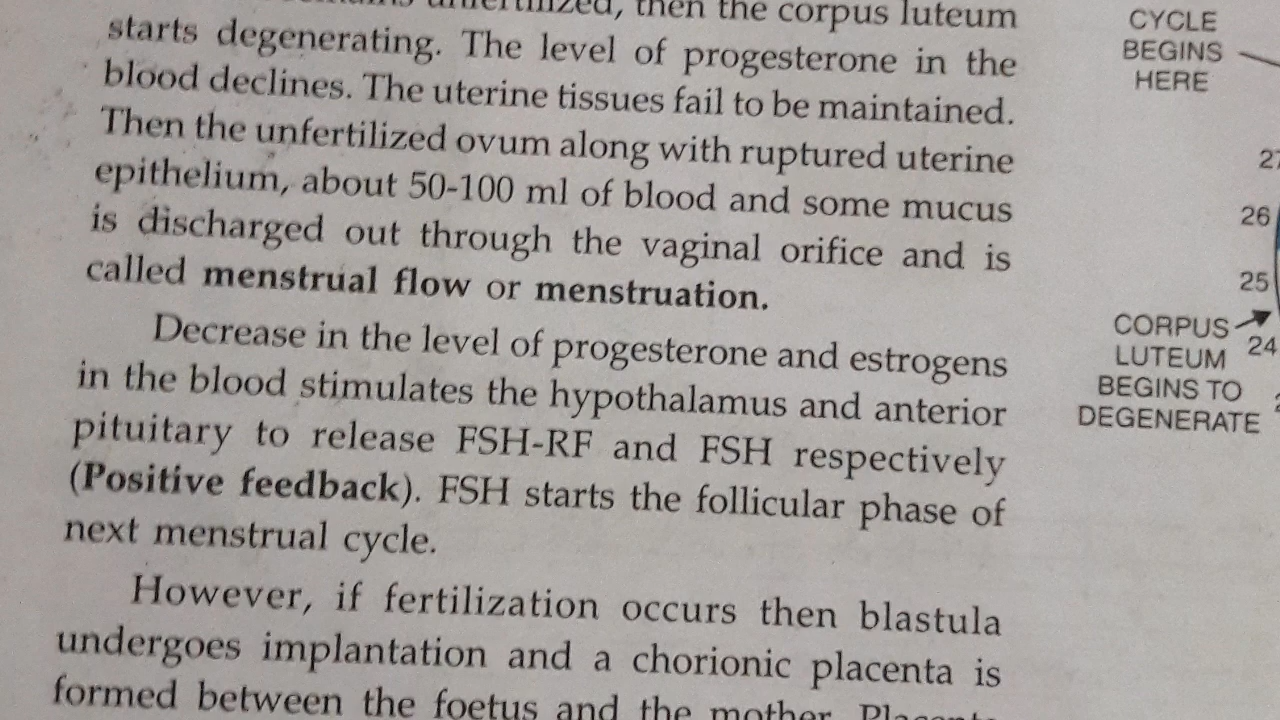 unfertilized, then the corpus luteum
starts degenerating. The level of progesterone in the
blood declines. The uterine tissues fail to be maintained.
Then the unfertilized ovum along with ruptured uterine
epithelium, about 50-100 ml of blood and some mucus
is discharged out through the vaginal orifice and is
called menstrual flow or menstruation.
Decrease in the level of progesterone and estrogens
in the blood stimulates the hypothalamus and anterior
pituitary to release FSH-RF and FSH respectively
(Positive feedback). FSH starts the follicular phase of
next menstrual cycle.
However, if fertilization occurs then blastula
undergoes implantation and a chorionic placenta is
formed between the foetus and the mother.
CYCLE
BEGINS
HERE
26
25
24
CORPUS
LUTEUM
BEGINS TO
DEGENERATE